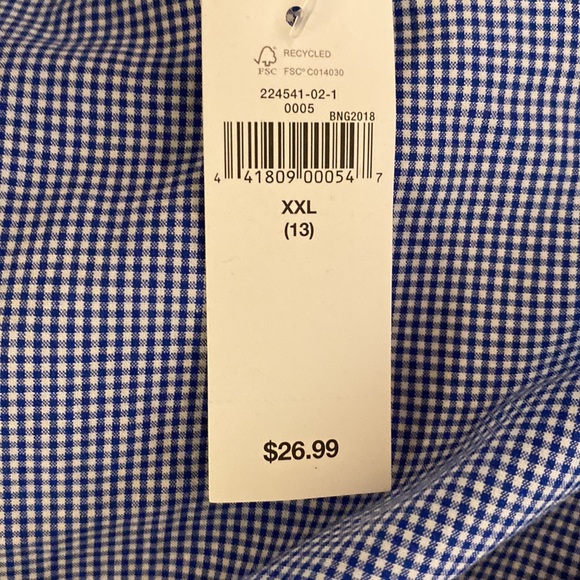 RECYCLED
FSC
FSC® C014030
224541-02-1
0005
BNG2018
4 41809 00054 7
XXL
(13)
$26.99